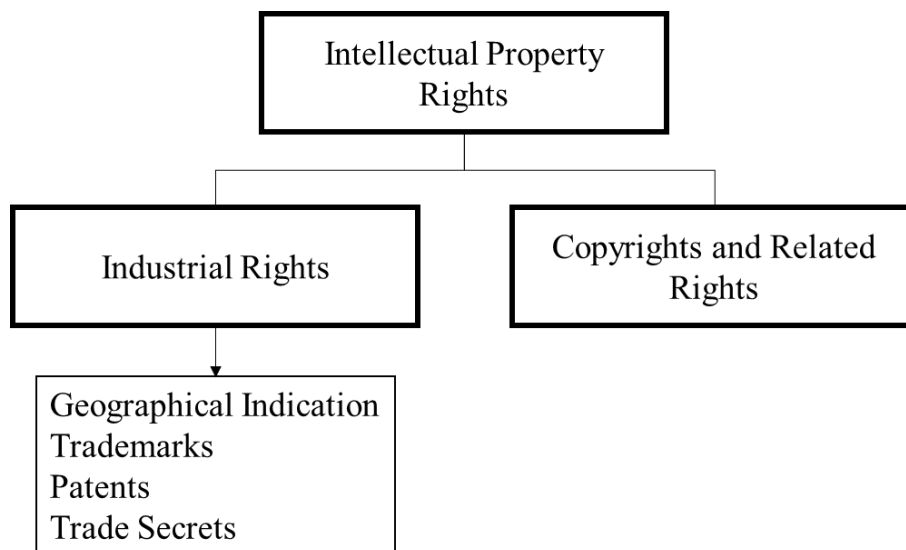 Intellectual Property
Rights
Industrial Rights
Copyrights and Related
Rights
Geographical Indication
Trademarks
Patents
Trade Secrets